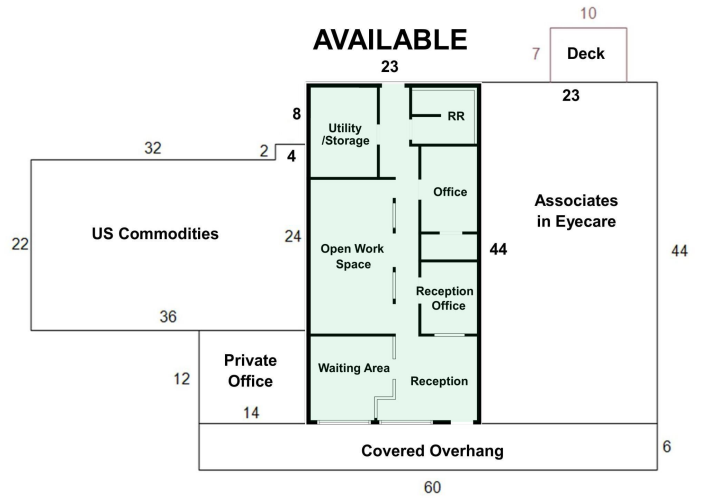 10
AVAILABLE
7
Deck
23
23
8
RR
Utility
/Storage
32
2
4
Office
Associates
in Eyecare
22
US Commodities
24
Open Work
Space
44
44
Reception
Office
36
Private
Office
Waiting Area
12
Reception
14
Covered Overhang
6
60